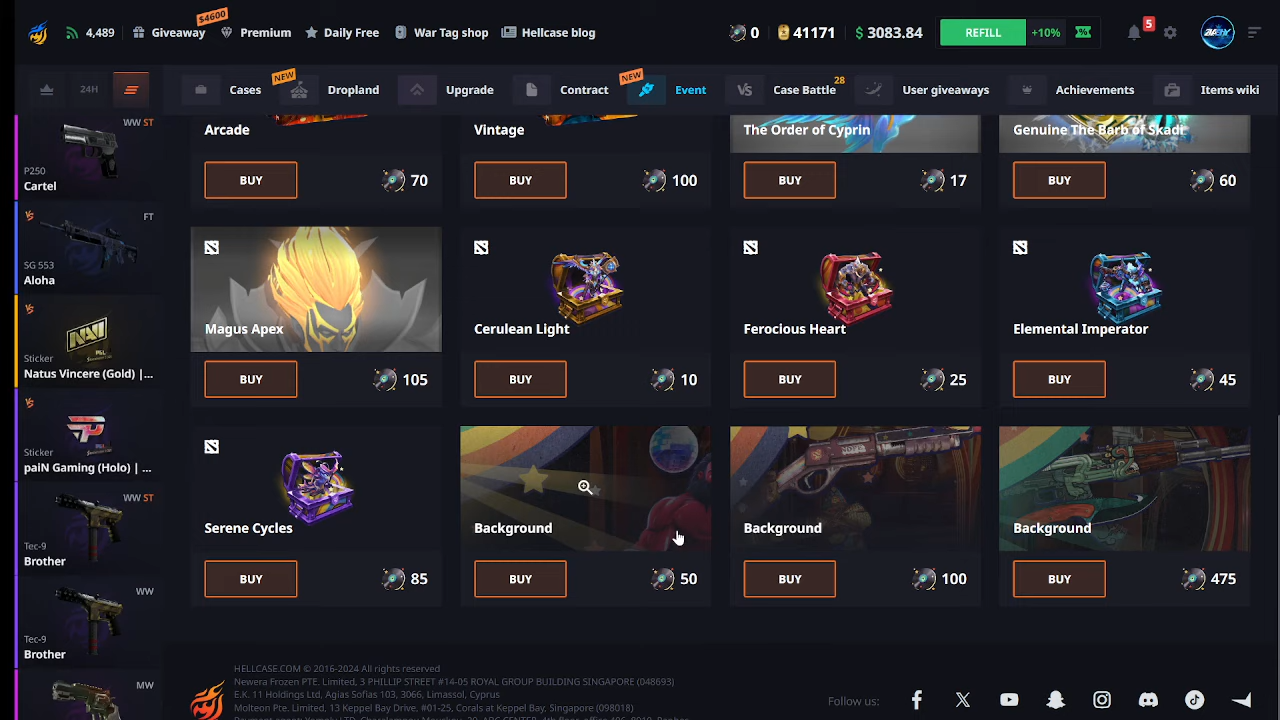 4,489
Giveaway
$4600
Premium
Daily Fr
War Tag shop
Hellcase blog
0
41171
$ 3083.84
REFILL
+10%
5
24H
Cases
NEW
Dropland
Upgrade
Contract
NEW
Event
VS
Case Battle
28
User giveaways
Achievements
Items wiki
WW ST
P250
Cartel
VS
FT
SG 553
Aloha
VS
Sticker
Natus Vincere (Gold) |...
VS
Sticker
paiN Gaming (Holo) | ...
WW ST
Tec-9
Brother
WW
Tec-9
Brother
MW
Arcade
BUY
70
Vintage
BUY
100
The Order of Cyprin
BUY
17
Genuine The Barb of Skadi
BUY
60
Magus Apex
BUY
105
Cerulean Light
BUY
10
Ferocious Heart
BUY
25
Elemental Imperator
BUY
45
Serene Cycles
BUY
85
Background
BUY
50
Background
BUY
100
Background
BUY
475
HELLCASE.COM © 2016-2024 All rights reserved
Newera Frozen PTE. Limited, 3 PHILLIP STREET #14-05 ROYAL GROUP BUILDING SINGAPORE (048693)
E.K. 11 Holdings Ltd, Agias Sofias 103, 3066, Limassol, Cyprus
Molteon Pte. Limited, 13 Keppel Bay Drive, #01-25, Corals at Keppel Bay, Singapore (098018)
Follow us: